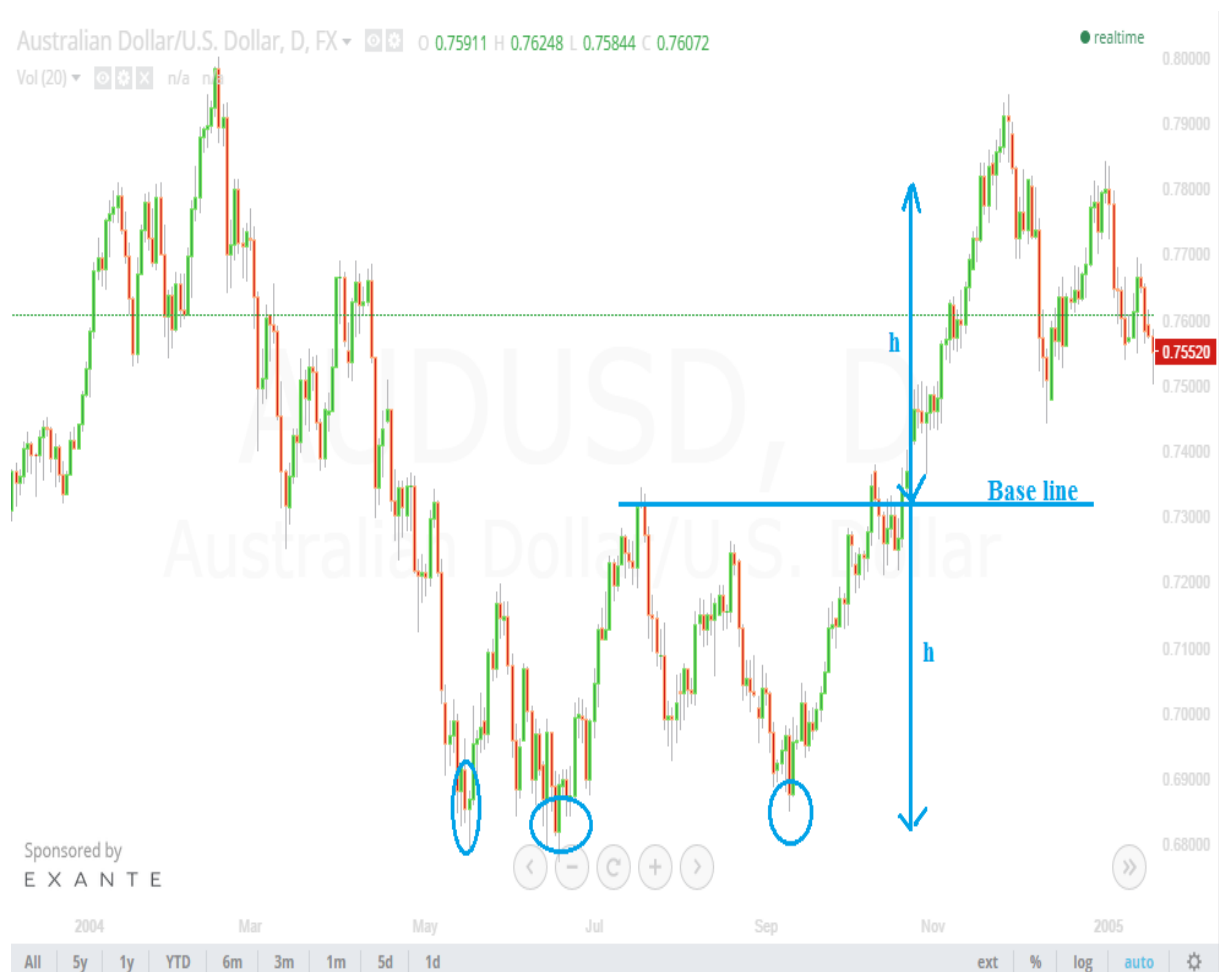 Australian Dollar/U.S. Dollar, D, FX O 0.75911 H 0.76248 L 0.75844 C 0.76072
realtime
Vol (20) n/a n/a
0.80000
0.79000
0.78000
0.77000
0.76000
0.75520
0.75000
0.74000
0.73000
0.72000
0.71000
0.70000
0.69000
0.68000
h
Base line
h
AUDUSD, D
Australian Dollar/U.S. Dollar
Sponsored by
EXANTE
2004 Mar May Jul Sep Nov 2005
All 5y 1y YTD 6m 3m 1m 5d 1d ext % log auto